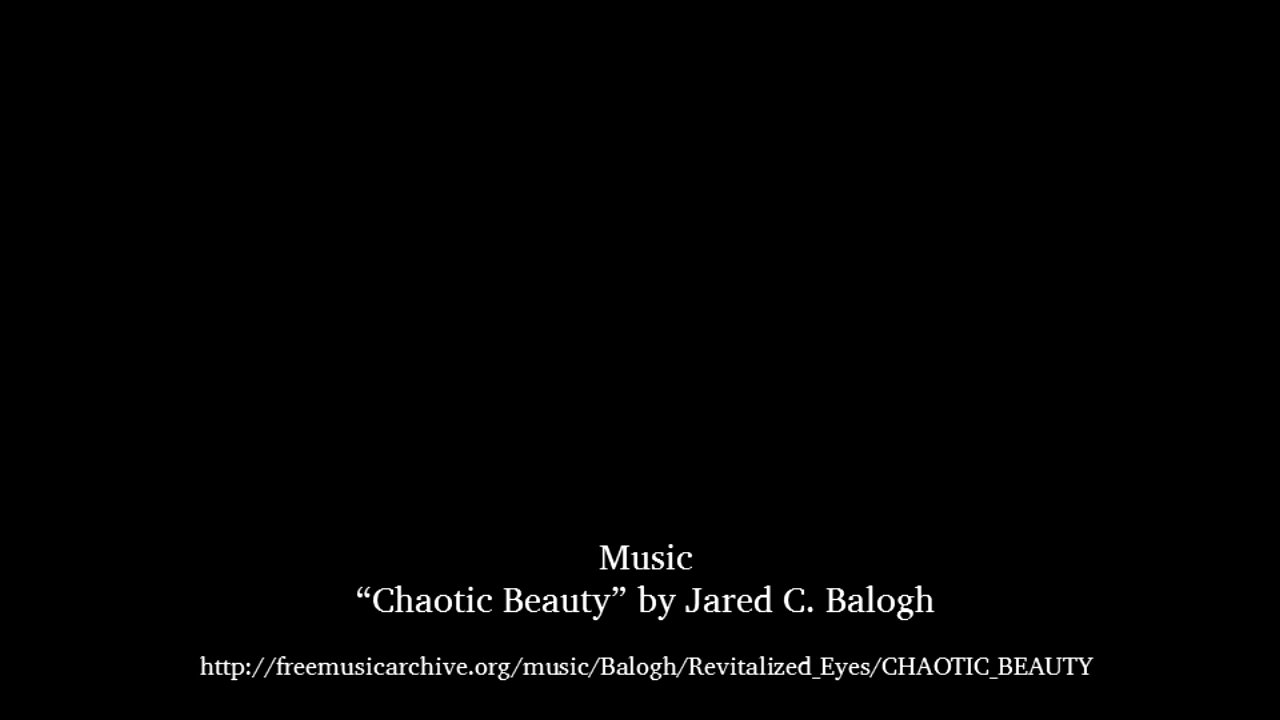 Music
“Chaotic Beauty” by Jared C. Balogh
http://freemusicarchive.org/music/Balogh/Revitalized_Eyes/CHAOTIC_BEAUTY